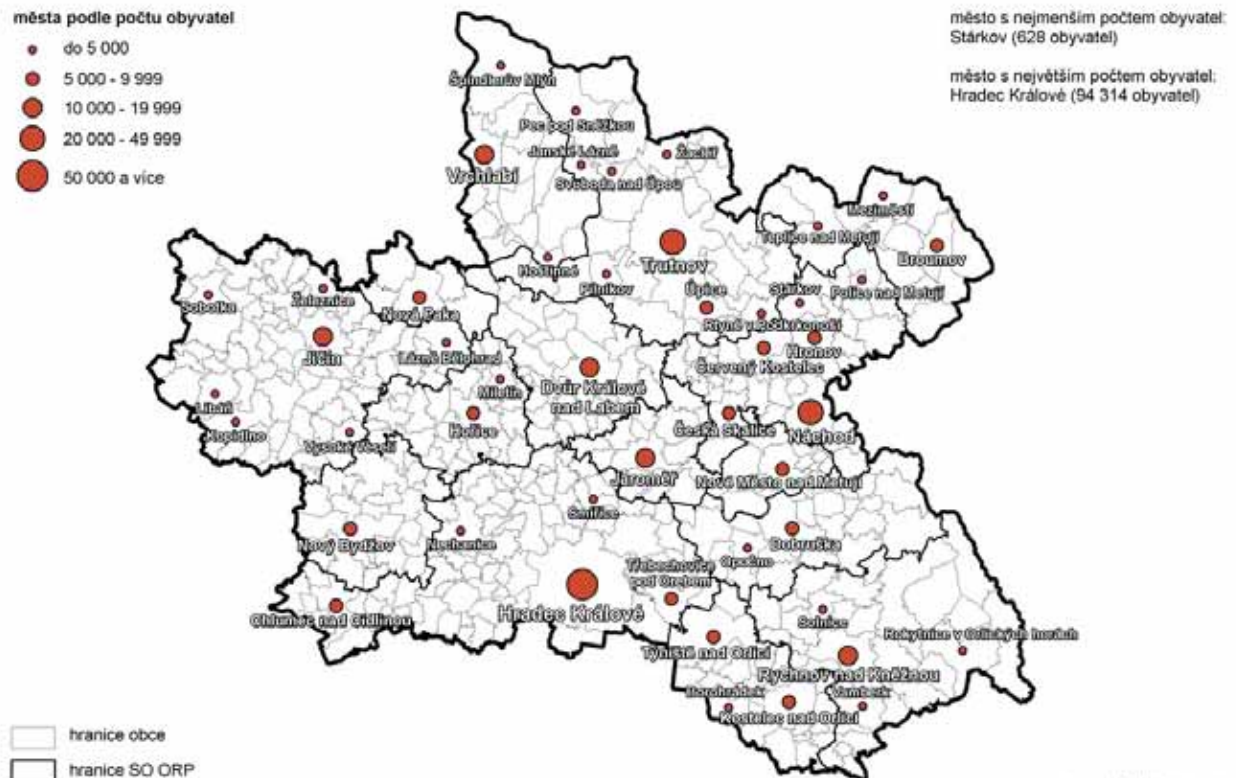 města podle počtu obyvatel
do 5 000
5 000 - 9 999
10 000 - 19 999
20 000 - 49 999
50 000 a více
město s nejmenším počtem obyvatel:
Stárkov (628 obyvatel)
město s největším počtem obyvatel:
Hradec Králové (94 314 obyvatel)
Špindlerův Mlýn
Pec pod Sněžkou
Janské Lázně
Žacléř
Vrchlabí
Svoboda nad Úpou
Meziměstí
Teplice nad Metují
Broumov
Trutnov
Hostinné
Pilníkov
Úpice
Stárkov
Police nad Metují
Sobotka
Železnice
Nová Paka
Rtyně v Podkrkonoší
Jičín
Lázně Bělohrad
Hronov
Červený Kostelec
Miletín
Dvůr Králové
nad Labem
Libáň
Kopidlno
Vysoké Veselí
Hořice
Česká Skalice
Náchod
Jaroměř
Nové Město nad Metují
Smiřice
Nový Bydžov
Nechanice
Dobruška
Opočno
Třebechovice
pod Orebem
Hradec Králové
Chlumec nad Cidlinou
Solnice
Rokytnice v Orlických horách
Týniště nad Orlicí
Rychnov nad Kněžnou
Borohrádek
Vamberk
Kostelec nad Orlicí
hranice obce
hranice SO ORP